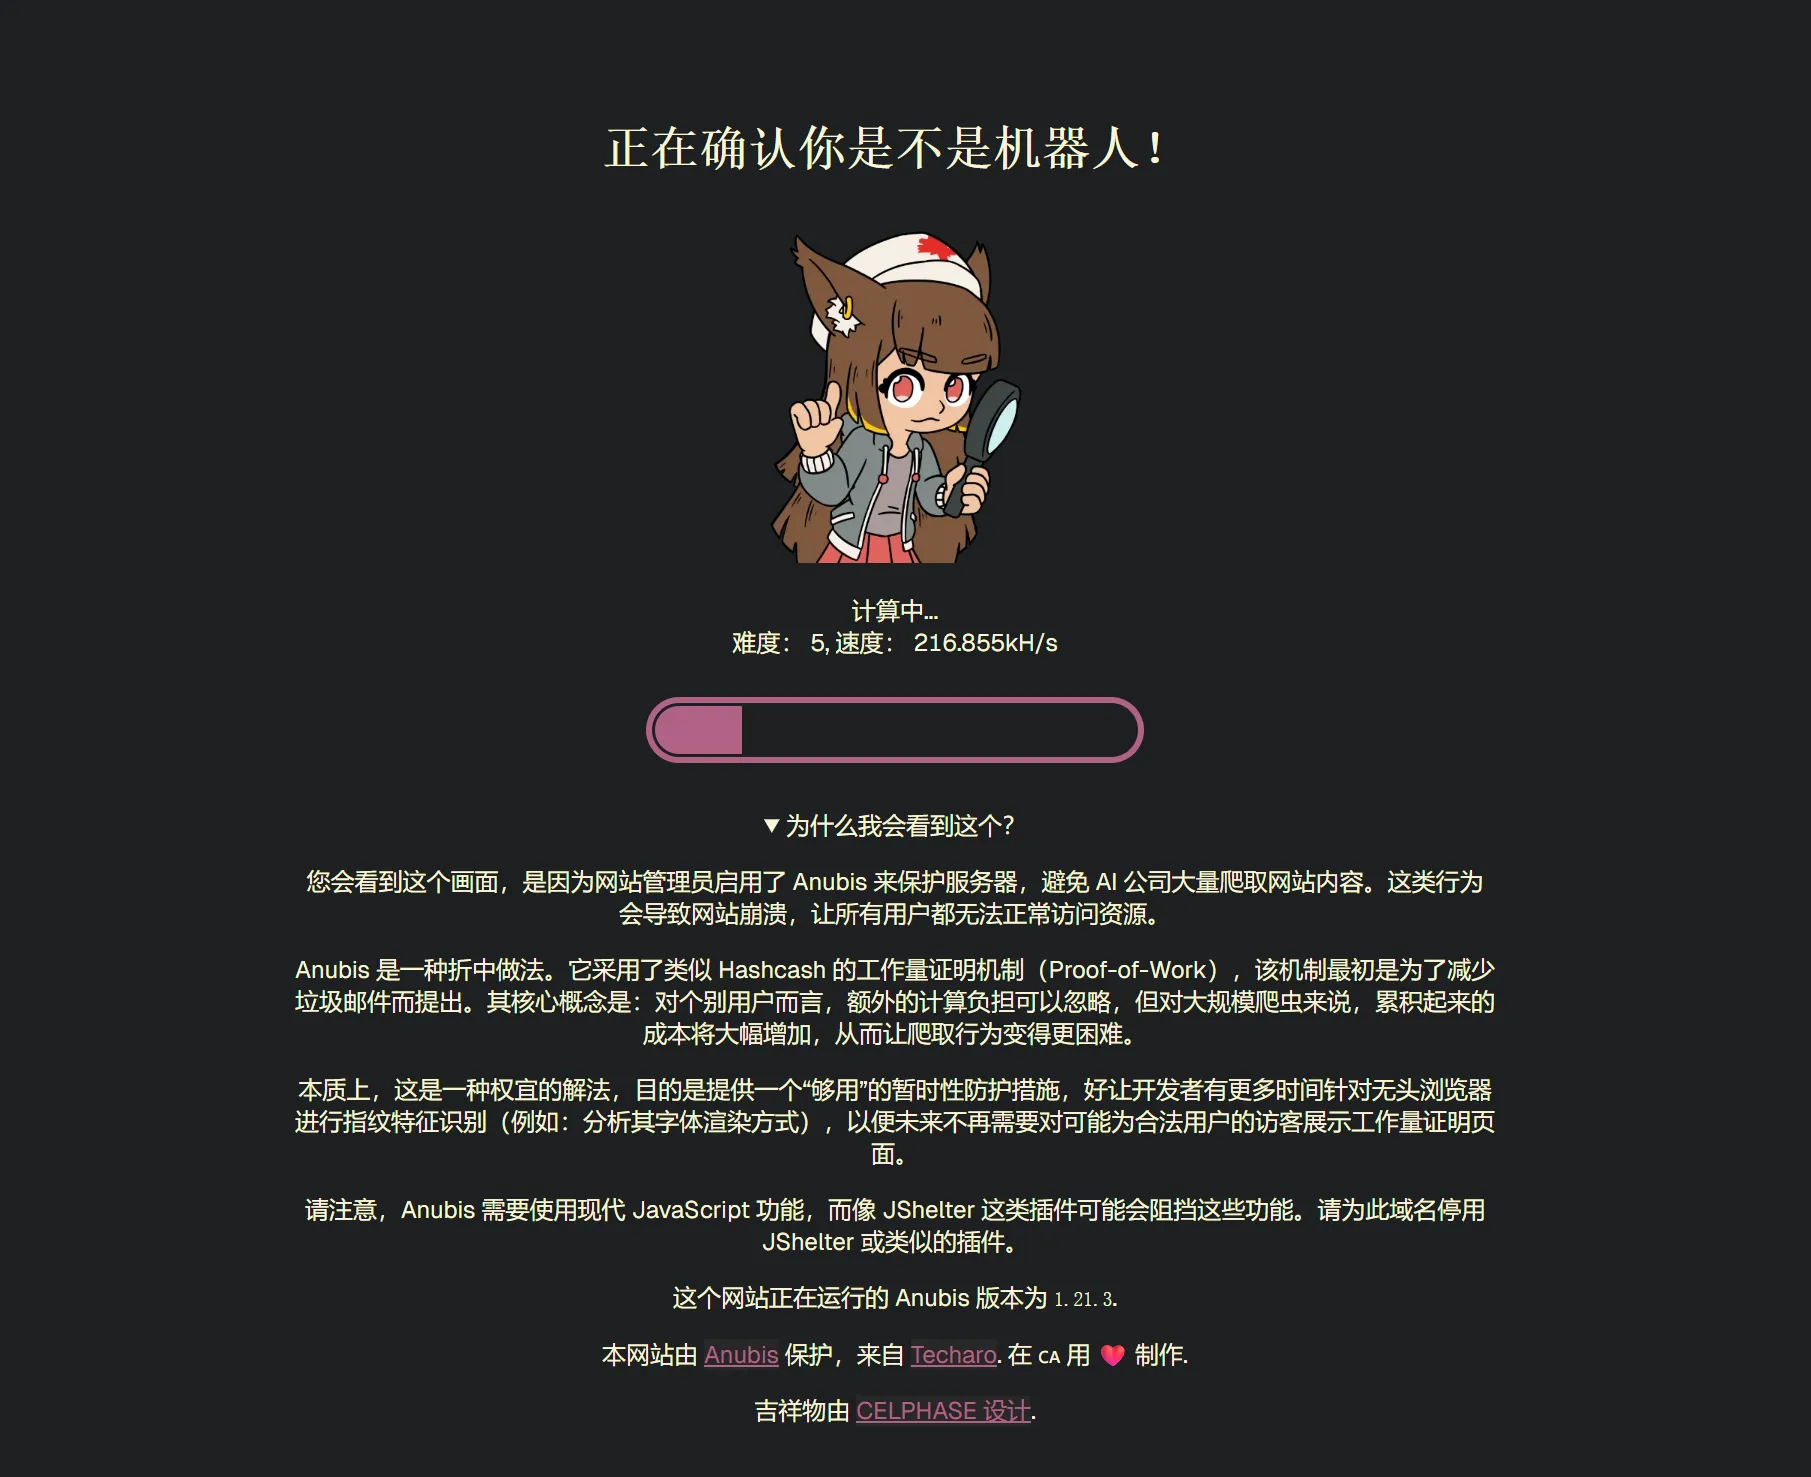 正在确认你是不是机器人！
计算中...
难度： 5, 速度： 216.855kH/s
▼ 为什么我会看到这个？
您会看到这个画面，是因为网站管理员启用了 Anubis 来保护服务器，避免 AI 公司大量爬取网站内容。这类行为
会导致网站崩溃，让所有用户都无法正常访问资源。
Anubis 是一种折中做法。它采用了类似 Hashcash 的工作量证明机制（Proof-of-Work），该机制最初是为了减少
垃圾邮件而提出。其核心概念是：对个别用户而言，额外的计算负担可以忽略，但对大规模爬虫来说，累积起来的
成本将大幅增加，从而让爬取行为变得更困难。
本质上，这是一种权宜的解法，目的是提供一个“够用”的暂时性防护措施，好让开发者有更多时间针对无头浏览器
进行指纹特征识别（例如：分析其字体渲染方式），以便未来不再需要对可能为合法用户的访客展示工作量证明页
面。
请注意，Anubis 需要使用现代 JavaScript 功能，而像 JShelter 这类插件可能会阻挡这些功能。请为此域名停用
JShelter 或类似的插件。
这个网站正在运行的 Anubis 版本为 1.21.3.
本网站由 Anubis 保护，来自 Techaro. 在 CA 用 ❤️ 制作.
吉祥物由 CELPHASE 设计.